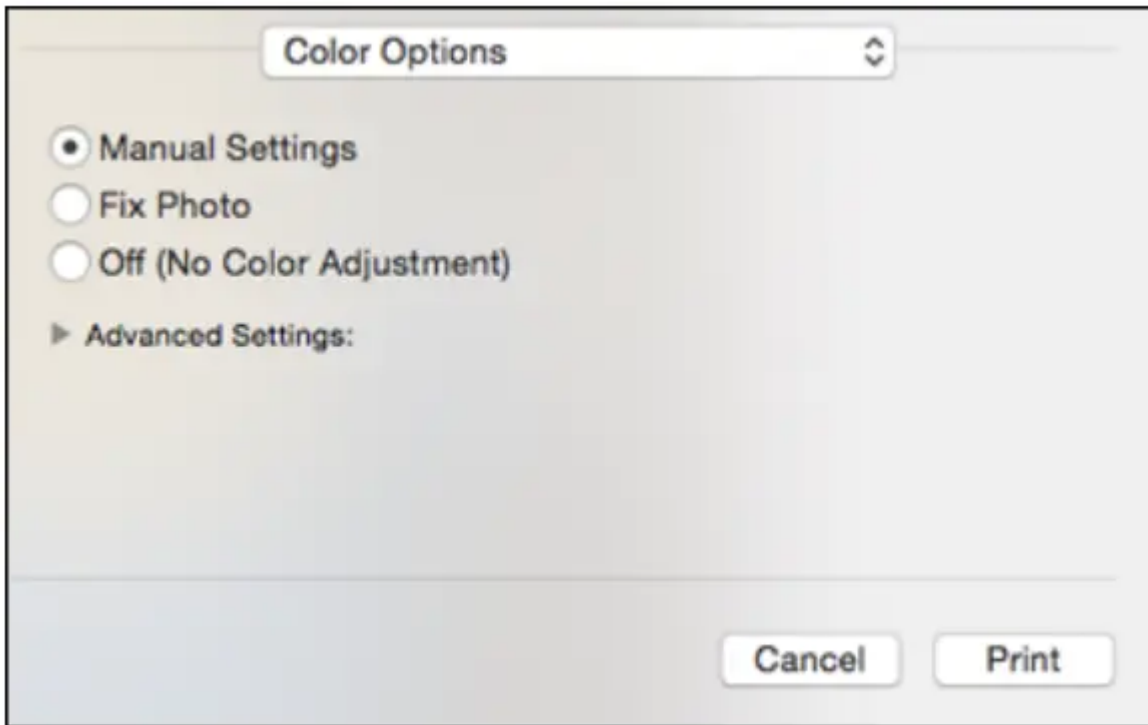 Color Options
Manual Settings
Fix Photo
Off (No Color Adjustment)
Advanced Settings:
Cancel Print